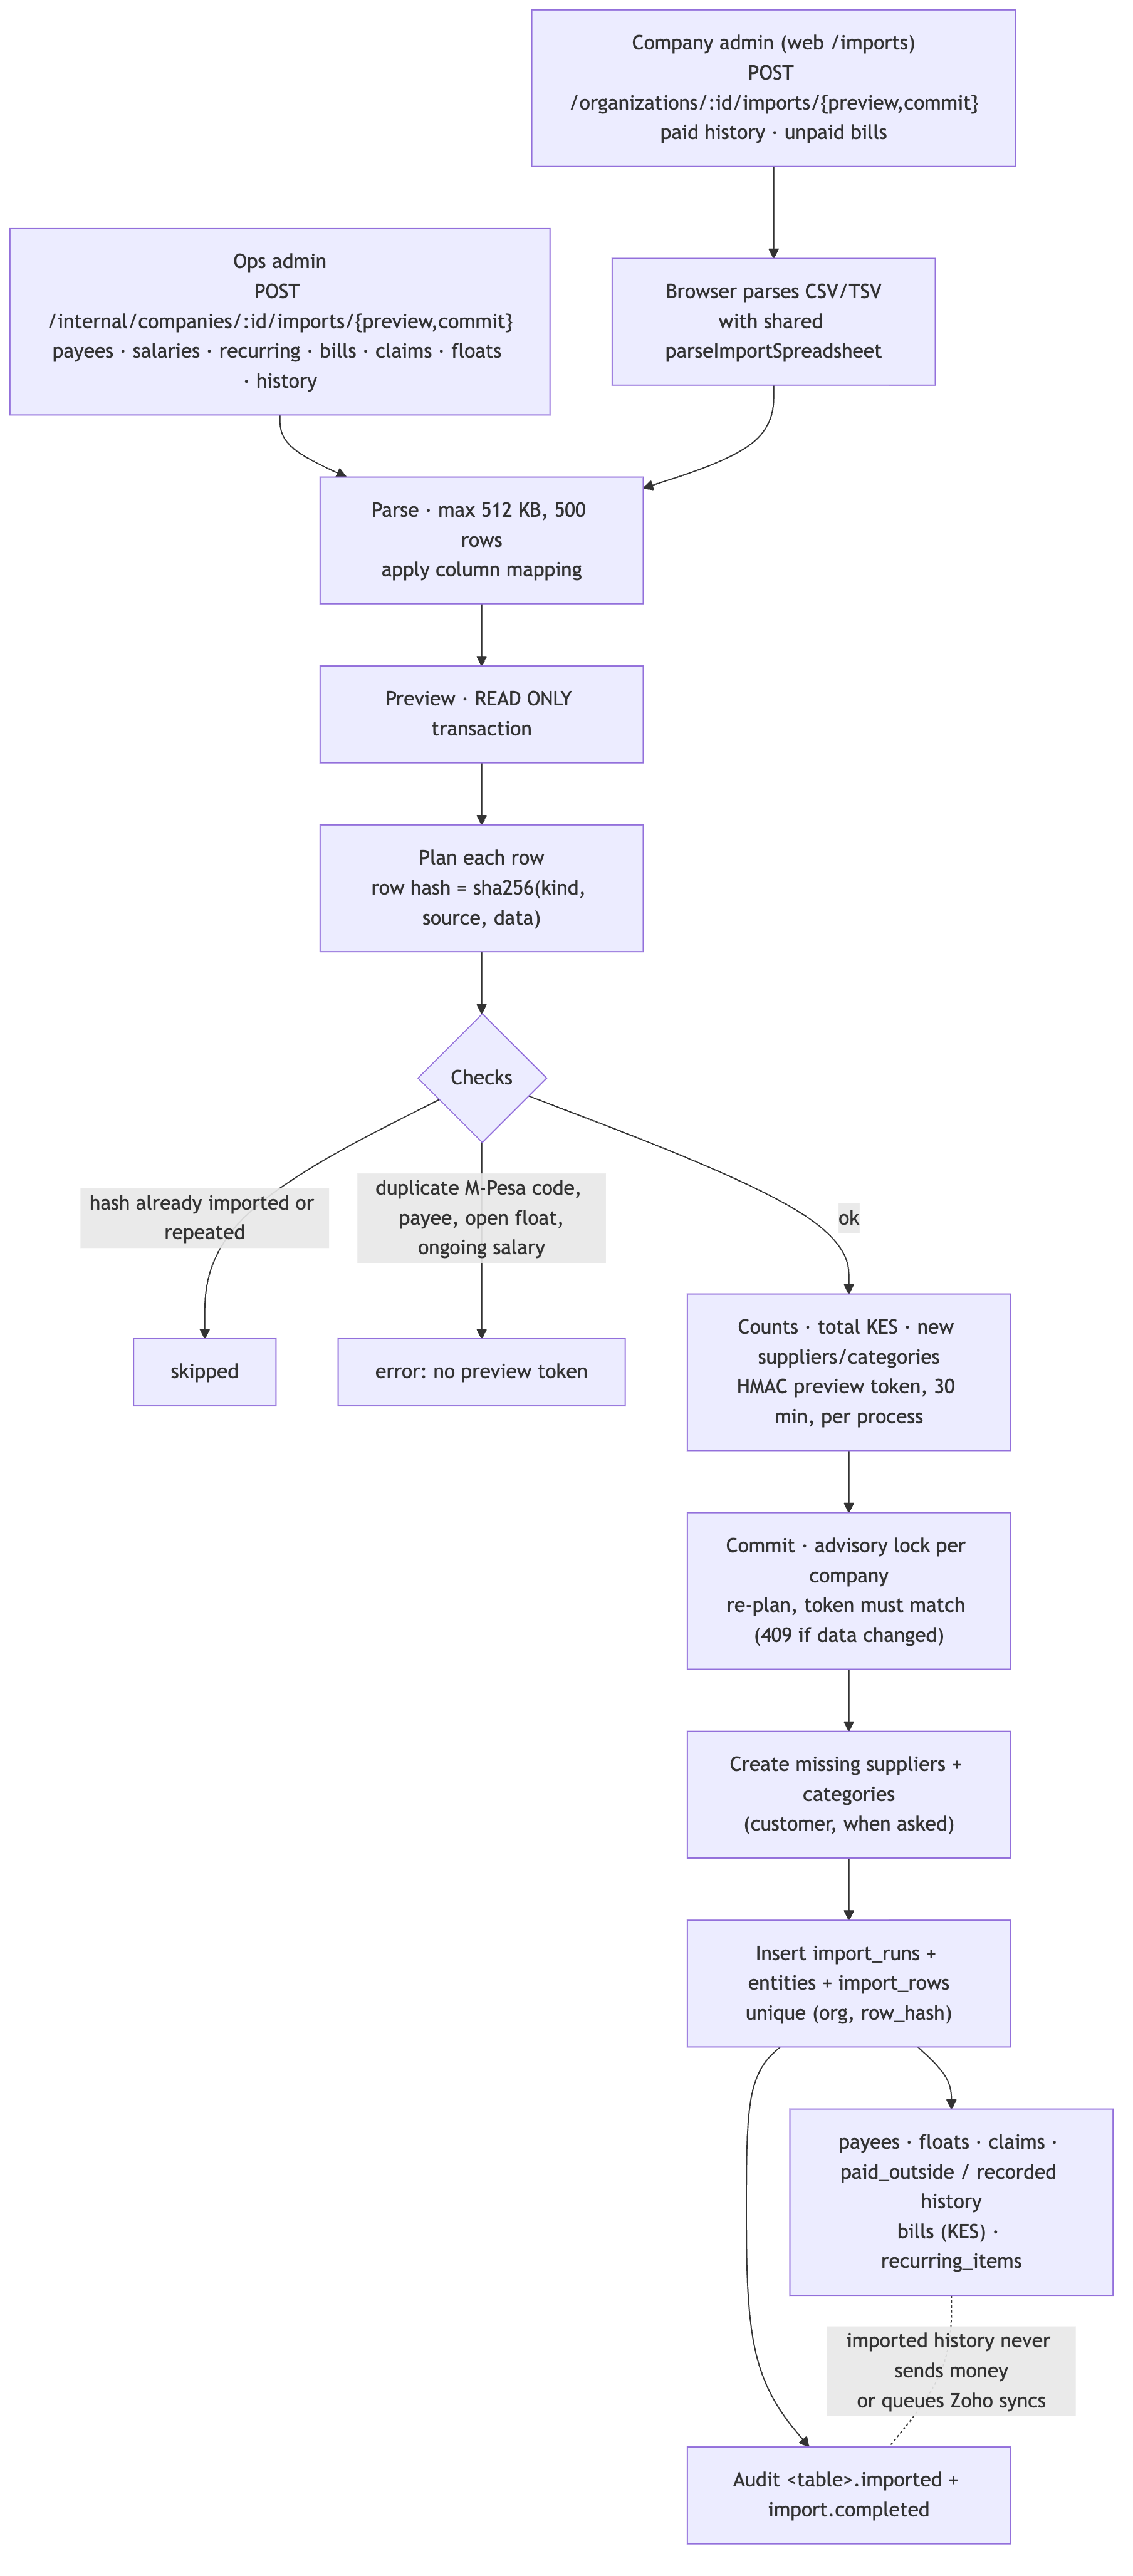 Company admin (web /imports)
POST
/organizations/:id/imports/{preview,commit}
paid history · unpaid bills
Ops admin
POST
/internal/companies/:id/imports/{preview,commit}
payees · salaries · recurring · bills · claims · floats
· history
Browser parses CSV/TSV
with shared
parseImportSpreadsheet
Parse · max 512 KB, 500
rows
apply column mapping
Preview · READ ONLY
transaction
Plan each row
row hash = sha256(kind,
source, data)
Checks
hash already imported or
repeated
duplicate M-Pesa code,
payee, open float,
ongoing salary
ok
skipped
error: no preview token
Counts · total KES · new
suppliers/categories
HMAC preview token, 30
min, per process
Commit · advisory lock per
company
re-plan, token must match
(409 if data changed)
Create missing suppliers +
categories
(customer, when asked)
Insert import_runs +
entities + import_rows
unique (org, row_hash)
payees · floats · claims ·
paid_outside / recorded
history
bills (KES) ·
recurring_items
imported history never
sends money
or queues Zoho syncs
Audit <table>.imported +
import.completed